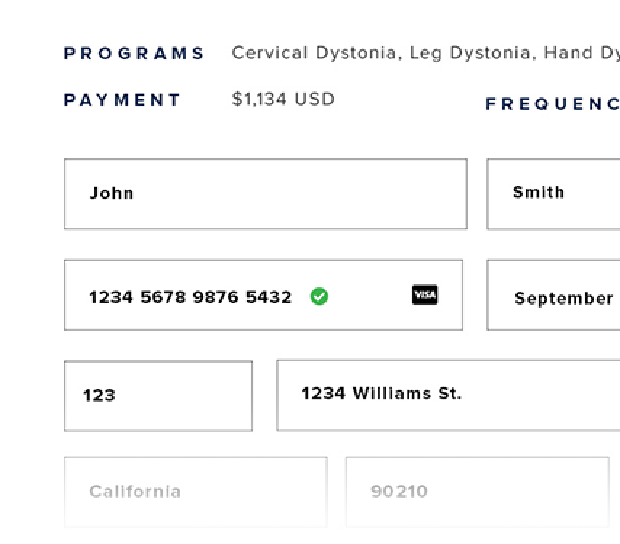 PROGRAMS Cervical Dystonia, Leg Dystonia, Hand Dy
PAYMENT $1,134 USD FREQUENC
John Smith
1234 5678 9876 5432 VISA September
123 1234 Williams St.
California 90210